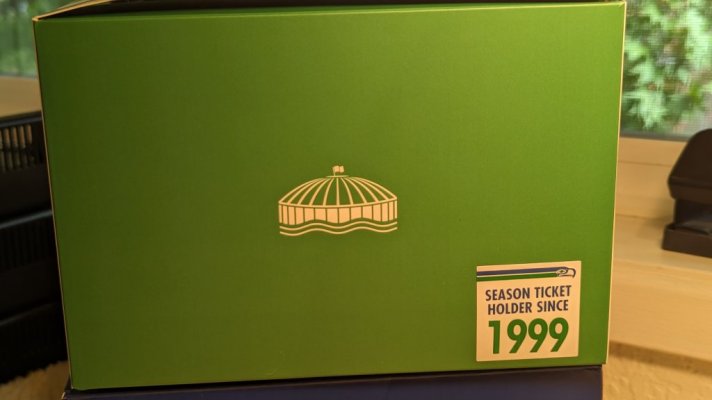 SEASON TICKET
HOLDER SINCE
1999